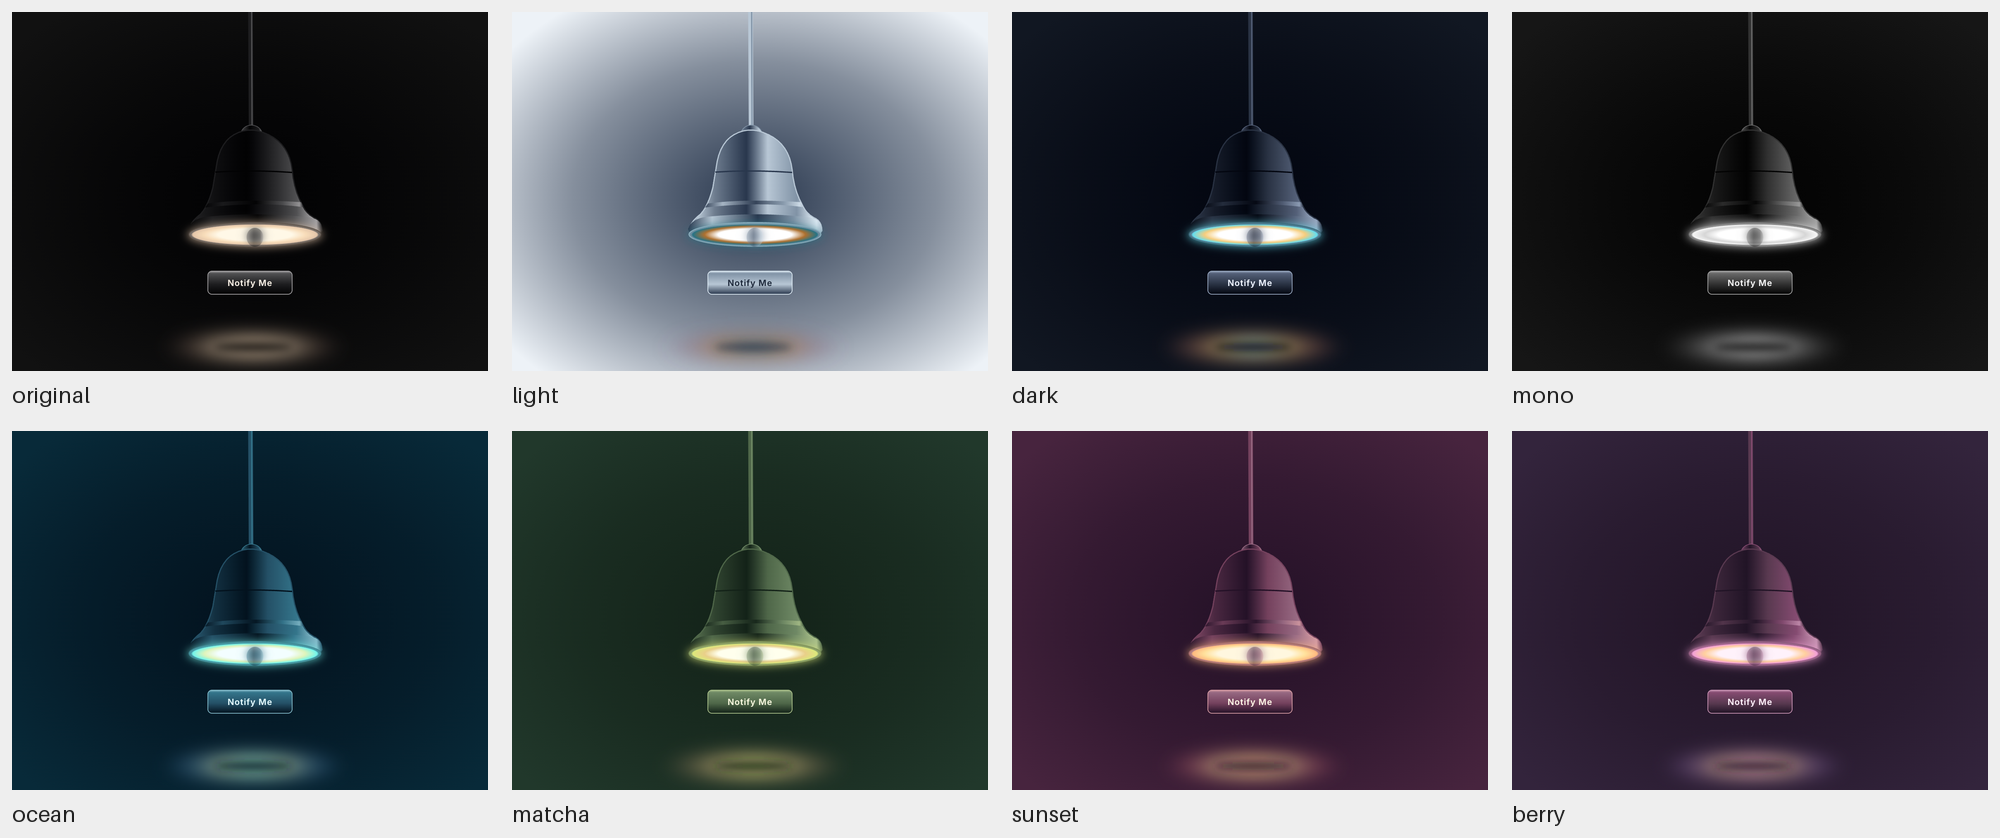 Notify Me
original
Notify Me
light
Notify Me
dark
Notify Me
mono
Notify Me
ocean
Notify Me
matcha
Notify Me
sunset
Notify Me
berry